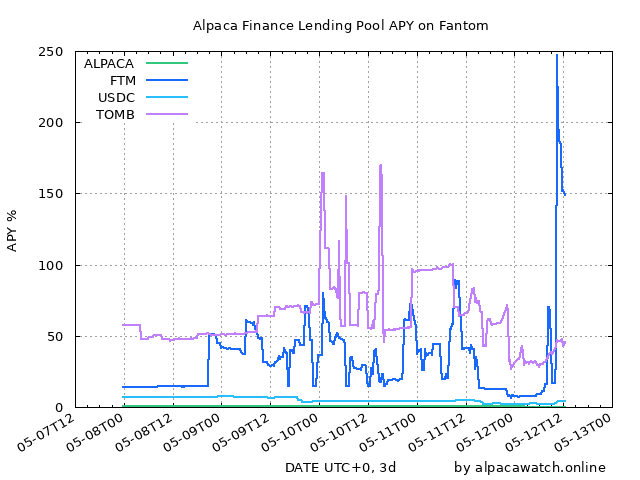 Alpaca Finance Lending Pool APY on Fantom
250
200
150
100
50
0
APY %
ALPACA
FTM
USDC
TOMB
05-07T12
05-08T00
05-08T12
05-09T00
05-09T12
05-10T00
05-10T12
05-11T00
05-11T12
05-12T00
05-12T12
05-13T00
DATE UTC+0, 3d
by alpacawatch.online